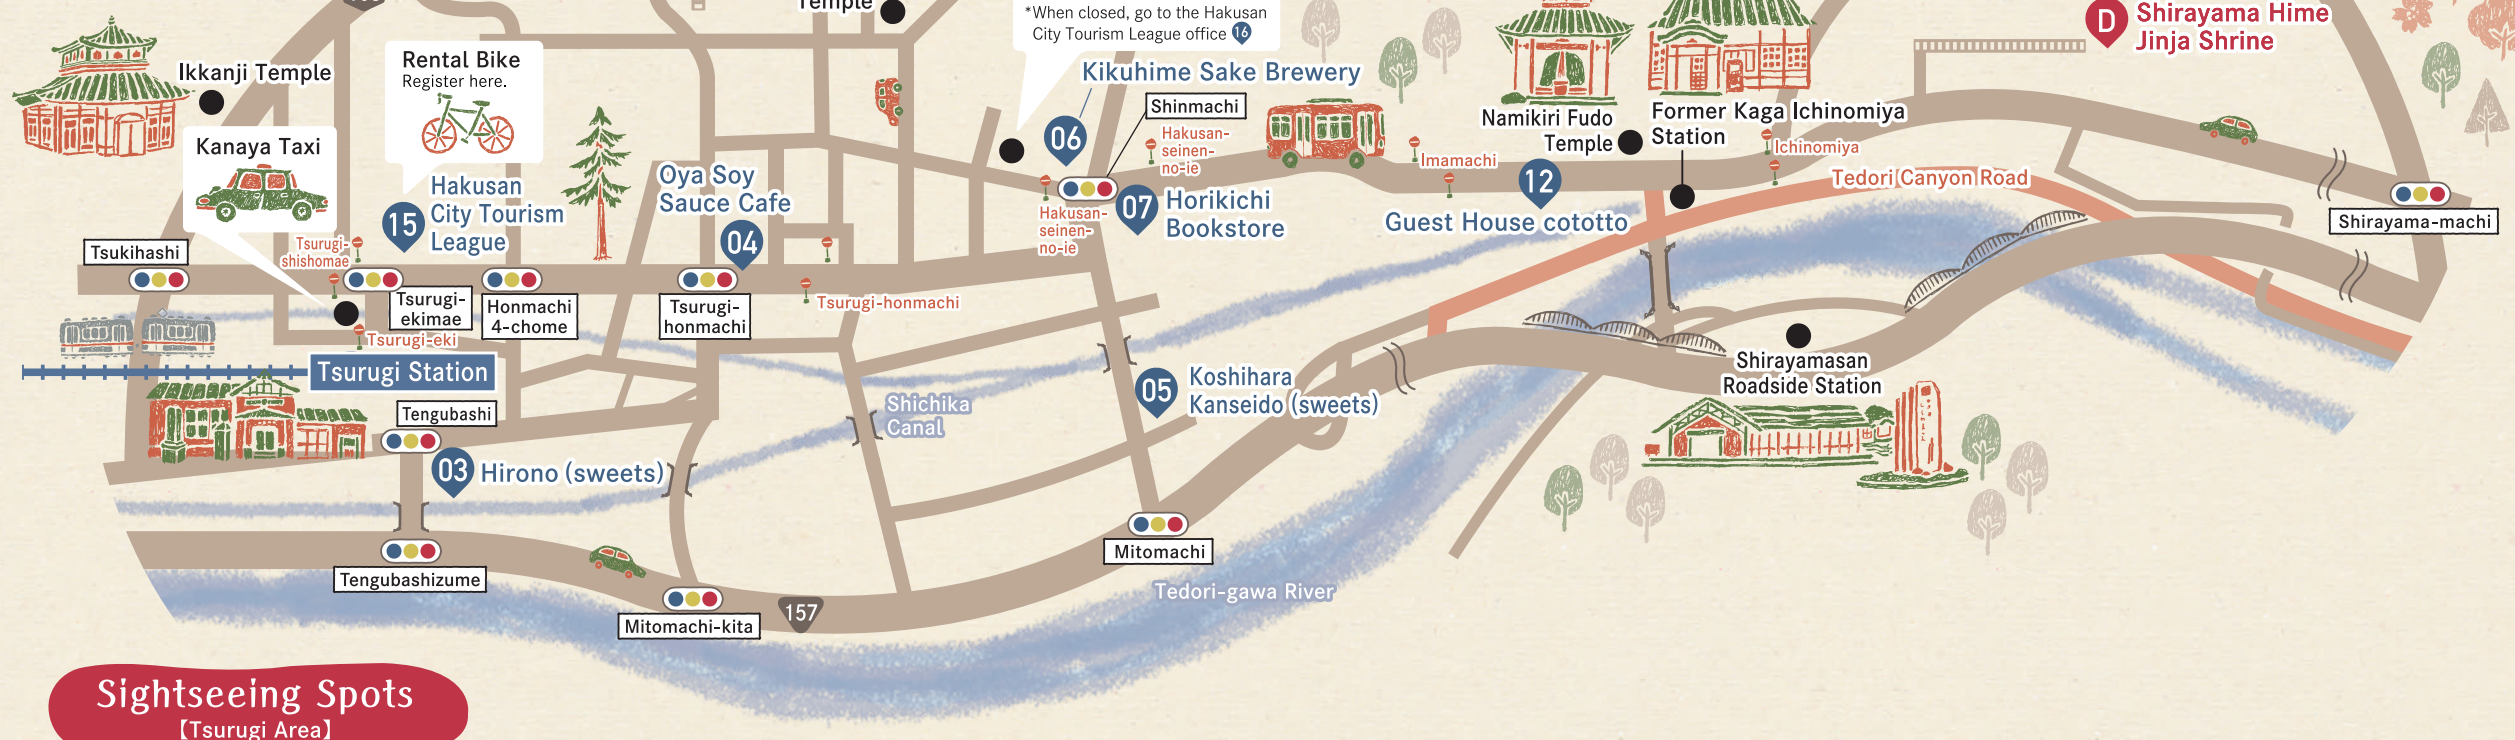 Temple
*When closed, go to the Hakusan
City Tourism League office 16
D
Shirayama Hime
Jinja Shrine
Ikkanji Temple
Rental Bike
Register here.
Kikuhime Sake Brewery
06
Shinmachi
Hakusan-
seinen-
no-ie
Namikiri Fudo
Temple
Former Kaga Ichinomiya
Station
Ichinomiya
Imamachi
Kanaya Taxi
15
Hakusan
City Tourism
League
Oya Soy
Sauce Cafe
04
Hakusan-
seinen-
no-ie
07
Horikichi
Bookstore
12
Guest House cototto
Tedori Canyon Road
Shirayama-machi
Tsukihashi
Tsurugi-
shishomae
Tsurugi-
ekimae
Honmachi
4-chome
Tsurugi-
honmachi
Tsurugi-honmachi
Tsurugi-eki
Tsurugi Station
Tengubashi
03
Hirono (sweets)
Shichika
Canal
05
Koshihara
Kanseido (sweets)
Shirayamasan
Roadside Station
Mitomachi
Tengubashizume
Mitomachi-kita
157
Tedori-gawa River
Sightseeing Spots
【Tsurugi Area】